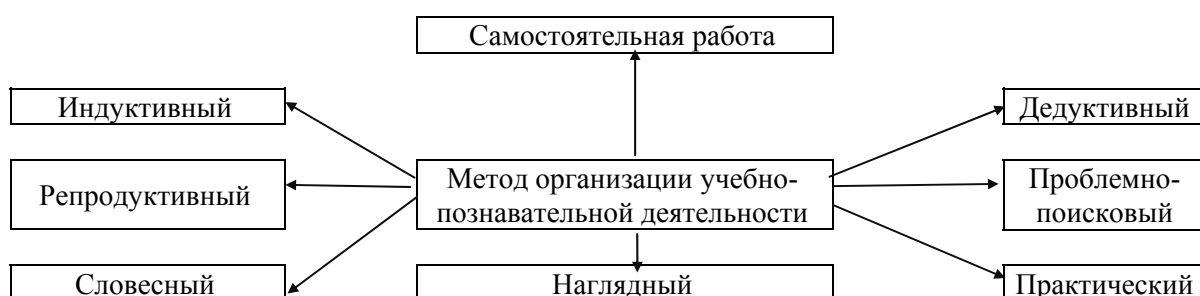 Самостоятельная работа
Индуктивный
Дедуктивный
Репродуктивный
Метод организации учебно-
познавательной деятельности
Проблемно-
поисковый
Словесный
Наглядный
Практический